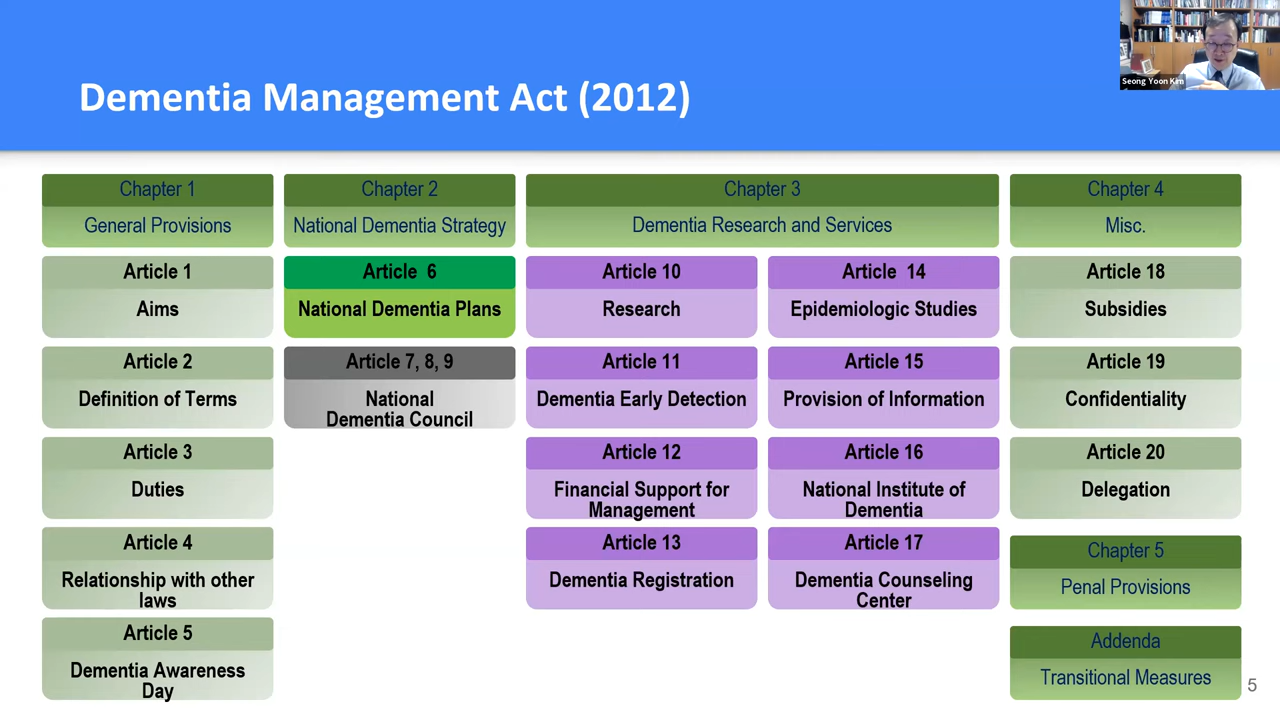 Dementia Management Act (2012)
Seong Yoon Kim
Chapter 1
General Provisions
Article 1
Aims
Article 2
Definition of Terms
Article 3
Duties
Article 4
Relationship with other
laws
Article 5
Dementia Awareness
Day
Chapter 2
National Dementia Strategy
Article 6
National Dementia Plans
Article 7, 8, 9
National
Dementia Council
Chapter 3
Dementia Research and Services
Article 10
Research
Article 11
Dementia Early Detection
Article 12
Financial Support for
Management
Article 13
Dementia Registration
Article 14
Epidemiologic Studies
Article 15
Provision of Information
Article 16
National Institute of
Dementia
Article 17
Dementia Counseling
Center
Chapter 4
Misc.
Article 18
Subsidies
Article 19
Confidentiality
Article 20
Delegation
Chapter 5
Penal Provisions
Addenda
Transitional Measures
5